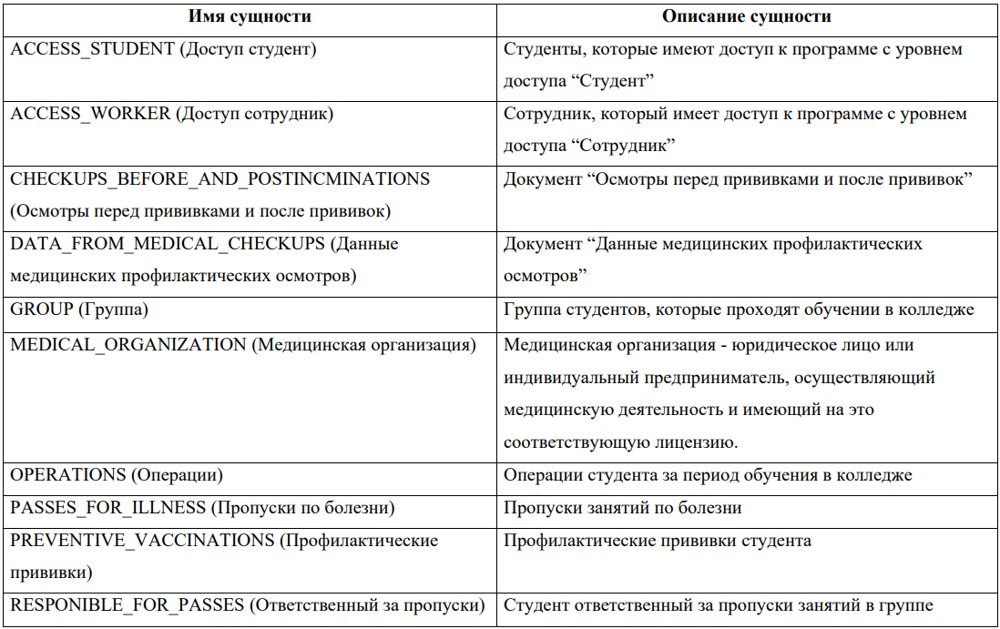 Имя сущности
Описание сущности
ACCESS_STUDENT (Доступ студент)
Студенты, которые имеют доступ к программе с уровнем
доступа “Студент”
ACCESS_WORKER (Доступ сотрудник)
Сотрудник, который имеет доступ к программе с уровнем
доступа “Сотрудник”
CHECKUPS_BEFORE_AND_POSTINCMINATIONS
(Осмотры перед прививками и после прививок)
Документ “Осмотры перед прививками и после прививок”
DATA_FROM_MEDICAL_CHECKUPS (Данные
медицинских профилактических осмотров)
Документ “Данные медицинских профилактических
осмотров”
GROUP (Группа)
Группа студентов, которые проходят обучении в колледже
MEDICAL_ORGANIZATION (Медицинская организация)
Медицинская организация - юридическое лицо или
индивидуальный предприниматель, осуществляющий
медицинскую деятельность и имеющий на это
соответствующую лицензию.
OPERATIONS (Операции)
Операции студента за период обучения в колледже
PASSES_FOR_ILLNESS (Пропуски по болезни)
Пропуски занятий по болезни
PREVENTIVE_VACCINATIONS (Профилактические
прививки)
Профилактические прививки студента
RESPONIBLE_FOR_PASSES (Ответственный за пропуски)
Студент ответственный за пропуски занятий в группе